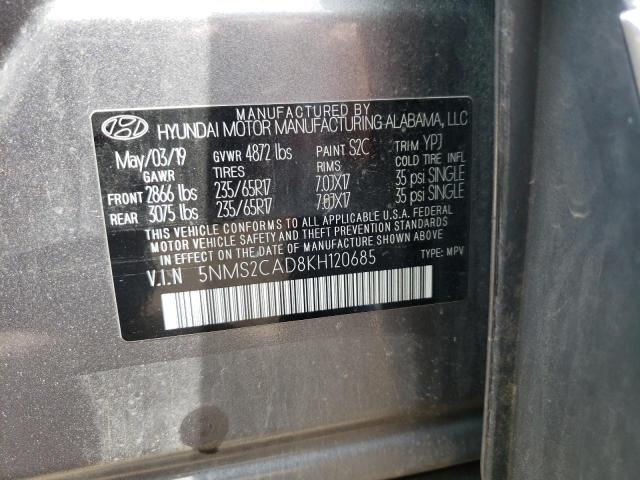 MANUFACTURED BY
HYUNDAI MOTOR MANUFACTURING ALABAMA, LLC
May/03/19 GVWR 4872 lbs PAINT S2C TRIM YPJ
GAWR TIRES RIMS COLD TIRE INFL
FRONT 2866 lbs 235/65R17 7.0JX17 35 psi SINGLE
REAR 3075 lbs 235/65R17 7.0JX17 35 psi SINGLE
THIS VEHICLE CONFORMS TO ALL APPLICABLE U.S.A. FEDERAL
MOTOR VEHICLE SAFETY, BUMPER, AND THEFT PREVENTION
STANDARDS IN EFFECT ON THE DATE OF MANUFACTURE SHOWN ABOVE.
V.I.N 5NMS2CAD8KH120685 TYPE: MPV